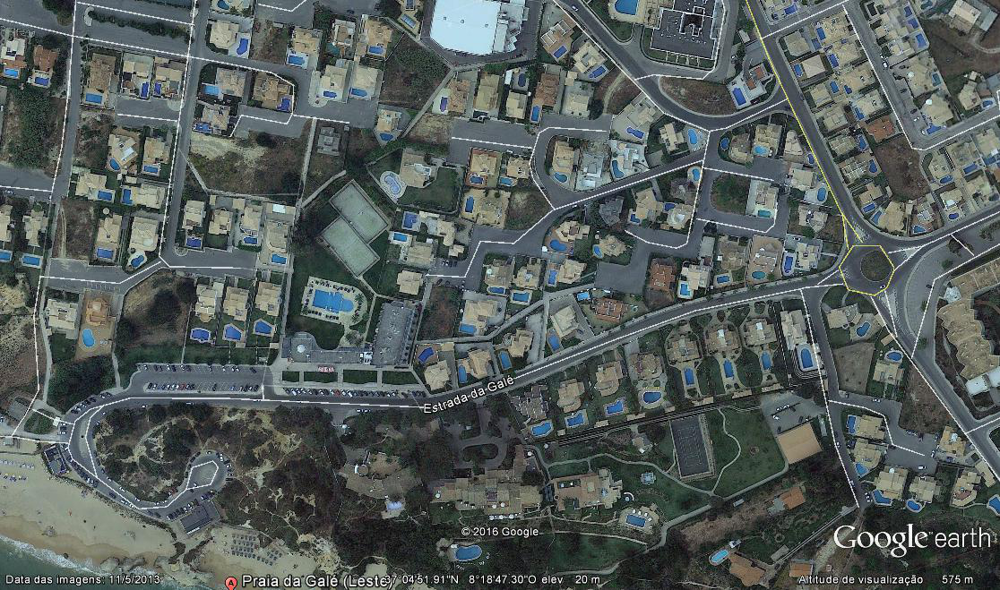 Estrada da Galé
© 2016 Google
Google earth
Data das imagens: 11/5/2013
A
Praia da Galé (Leste)
37°04'51.91"N 8°18'47.30"O elev 20 m
Altitude de visualização 575 m